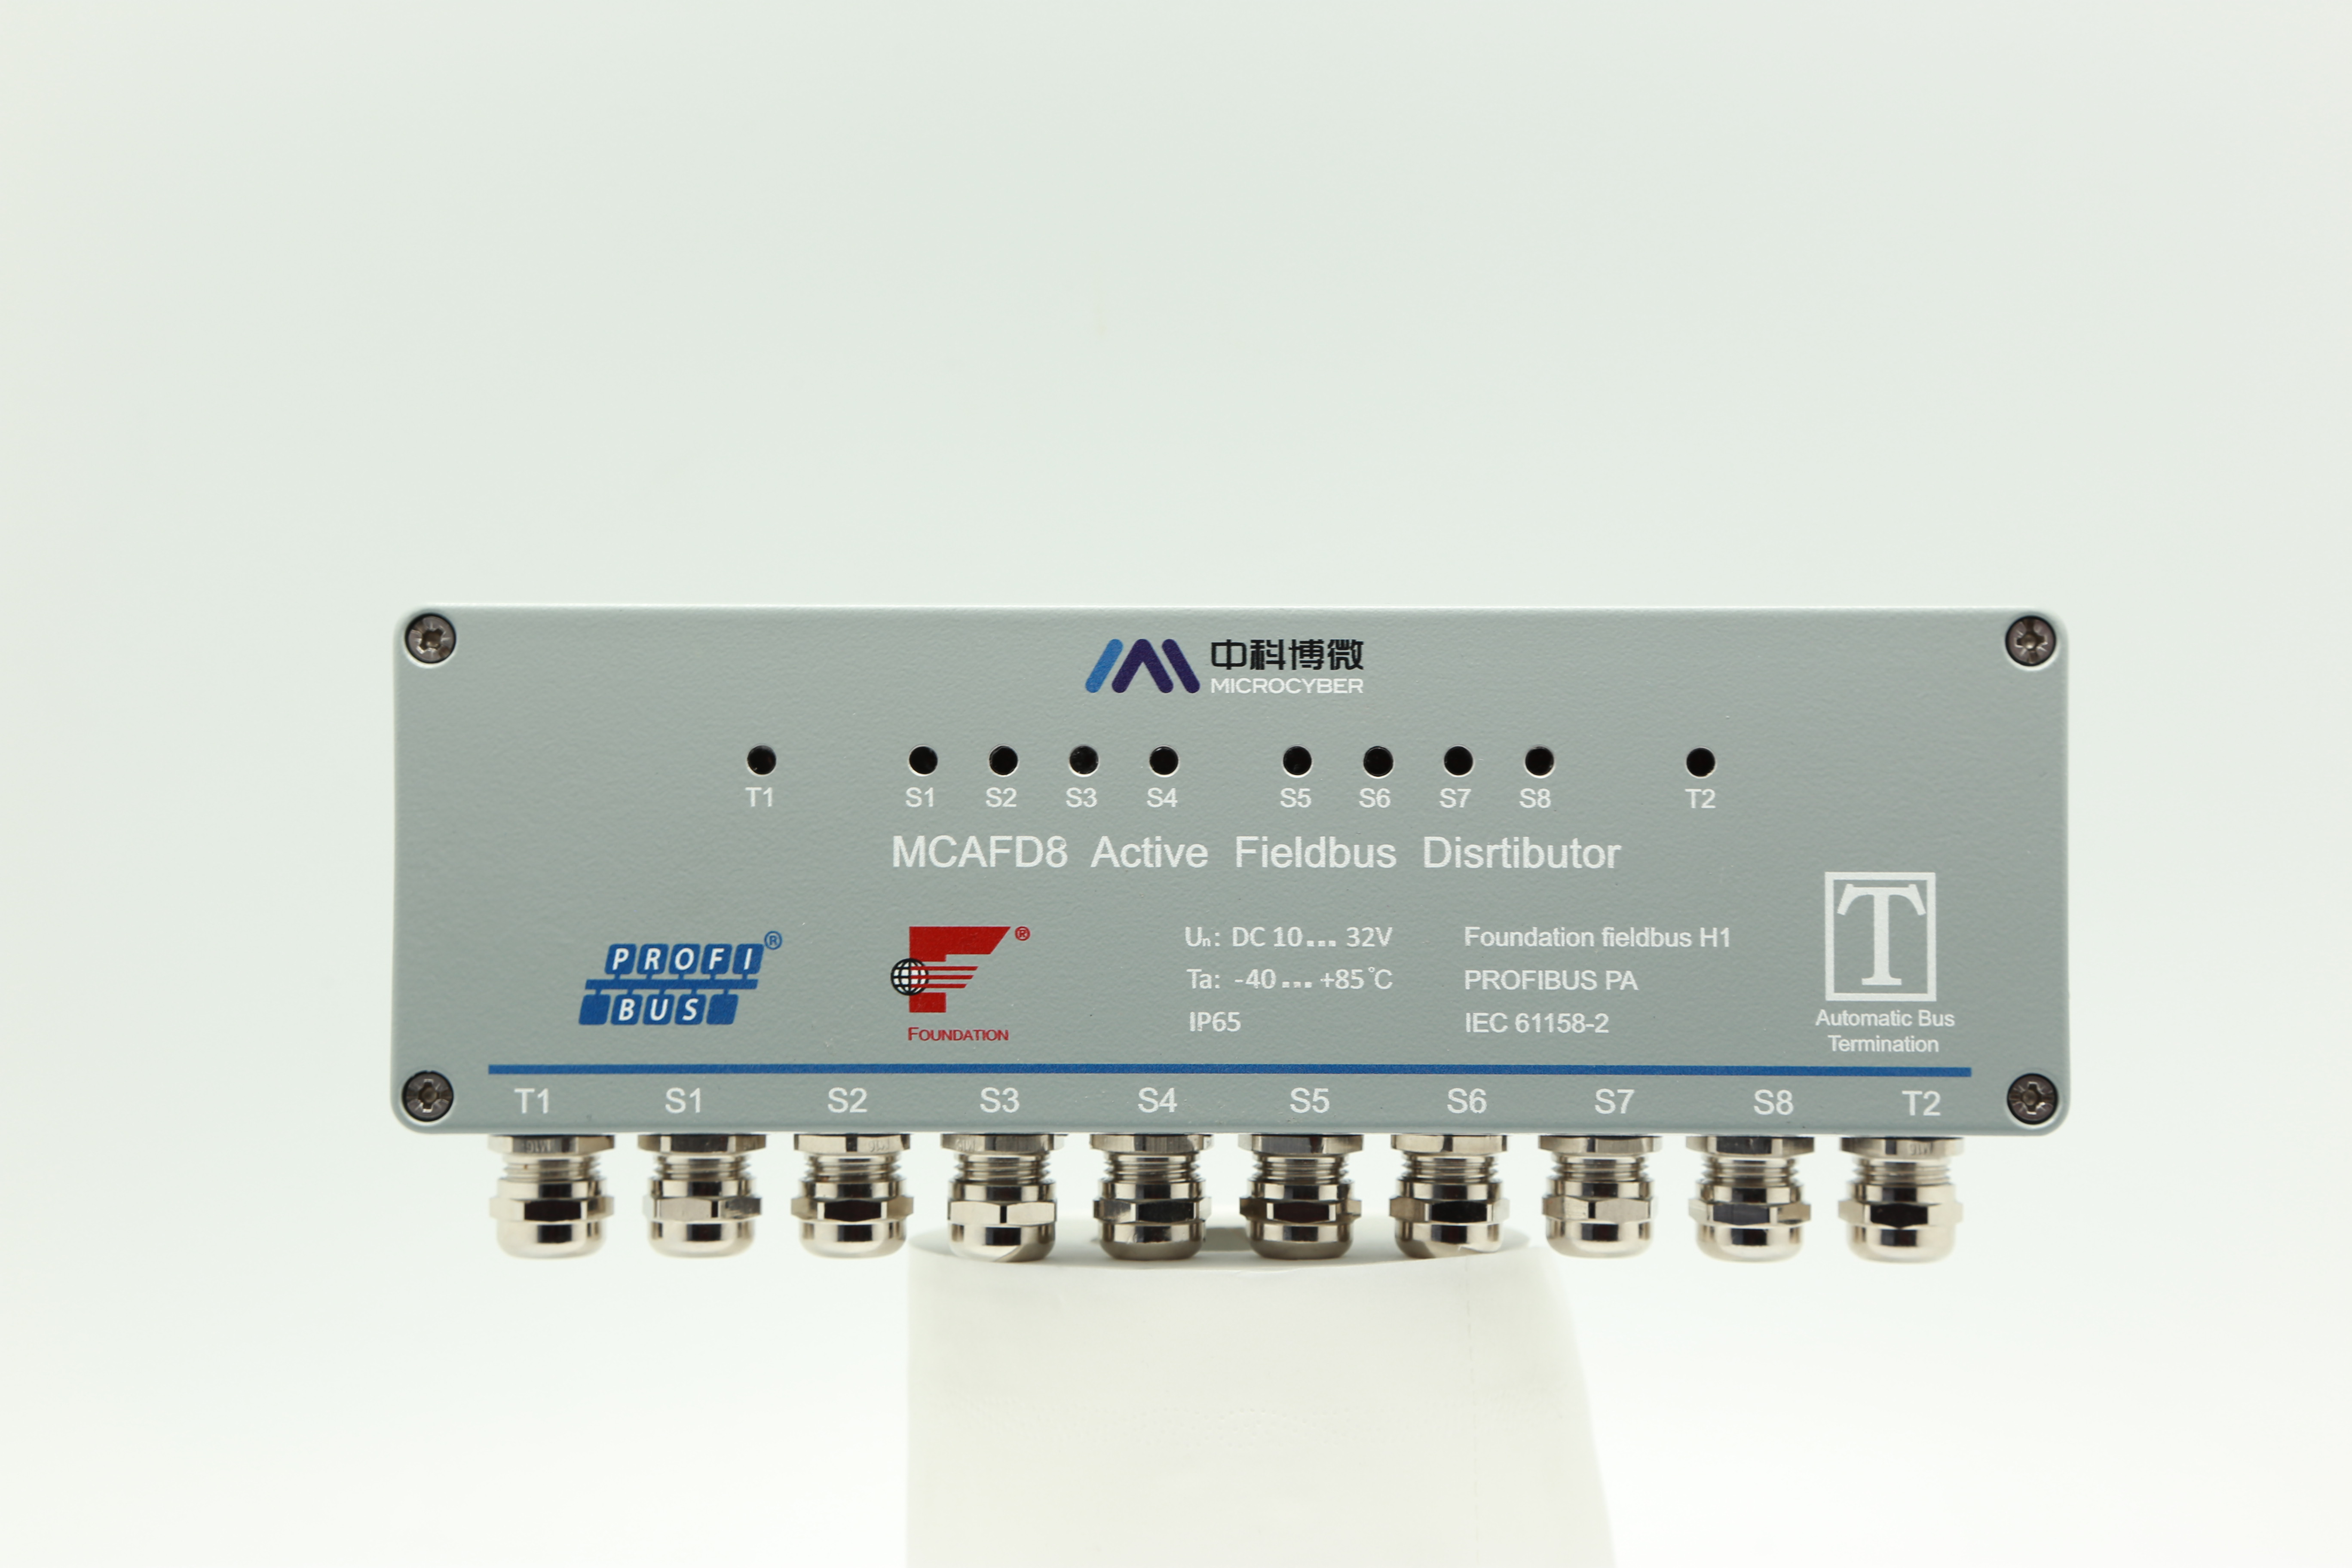 中科博微
MICROCYBER
T1 S1 S2 S3 S4 S5 S6 S7 S8 T2
MCAFD8 Active Fieldbus Disrtibutor
PROFI®
BUS
F®
FOUNDATION
Un: DC 10... 32V
Ta: -40... +85℃
IP65
Foundation fieldbus H1
PROFIBUS PA
IEC 61158-2
T
Automatic Bus
Termination
T1 S1 S2 S3 S4 S5 S6 S7 S8 T2